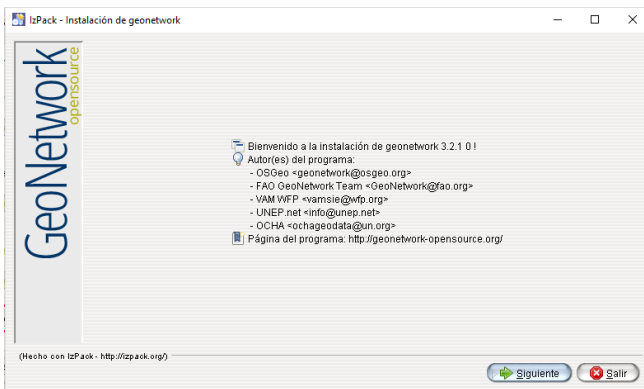 IzPack - Instalación de geonetwork
GeoNetwork
opensource
Bienvenido a la instalación de geonetwork 3.2.1 0 !
Autor(es) del programa:
- OSGeo <geonetwork@osgeo.org>
- FAO GeoNetwork Team <GeoNetwork@fao.org>
- VAM WFP <vamsie@wfp.org>
- UNEP.net <info@unep.net>
- OCHA <ochageodata@un.org>
Página del programa: http://geonetwork-opensource.org/
(Hecho con IzPack - http://izpack.org/)
Siguiente
Salir